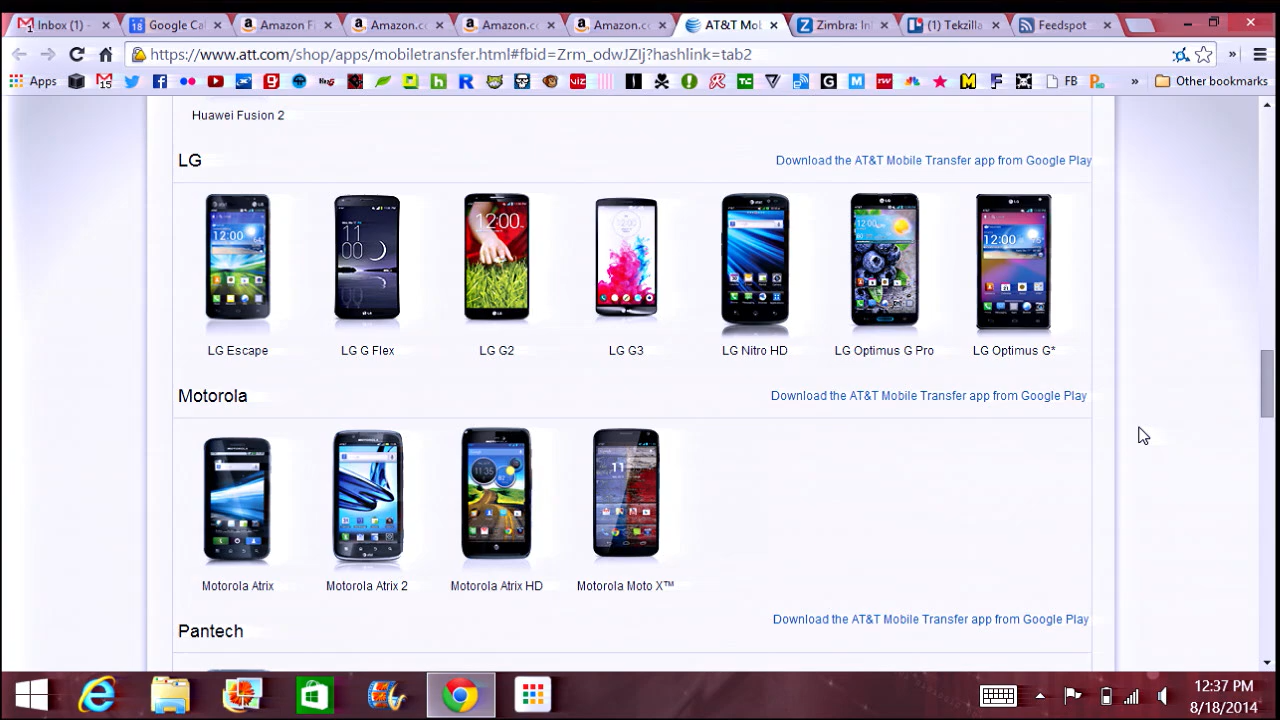 Inbox (1) -
Google Ca
Amazon F
Amazon.c
Amazon.c
Amazon.c
AT&T Mo
Zimbra: In
(1) Tekzilla
Feedspot
https://www.att.com/shop/apps/mobiletransfer.html#fbid=Zrm_odwJZIj?hashlink=tab2
Apps
FB
Other bookmarks
Huawei Fusion 2
LG
Download the AT&T Mobile Transfer app from Google Play
LG Escape
LG G Flex
LG G2
LG G3
LG Nitro HD
LG Optimus G Pro
LG Optimus G*
Motorola
Download the AT&T Mobile Transfer app from Google Play
Motorola Atrix
Motorola Atrix 2
Motorola Atrix HD
Motorola Moto X™
Pantech
Download the AT&T Mobile Transfer app from Google Play
12:37 PM
8/18/2014